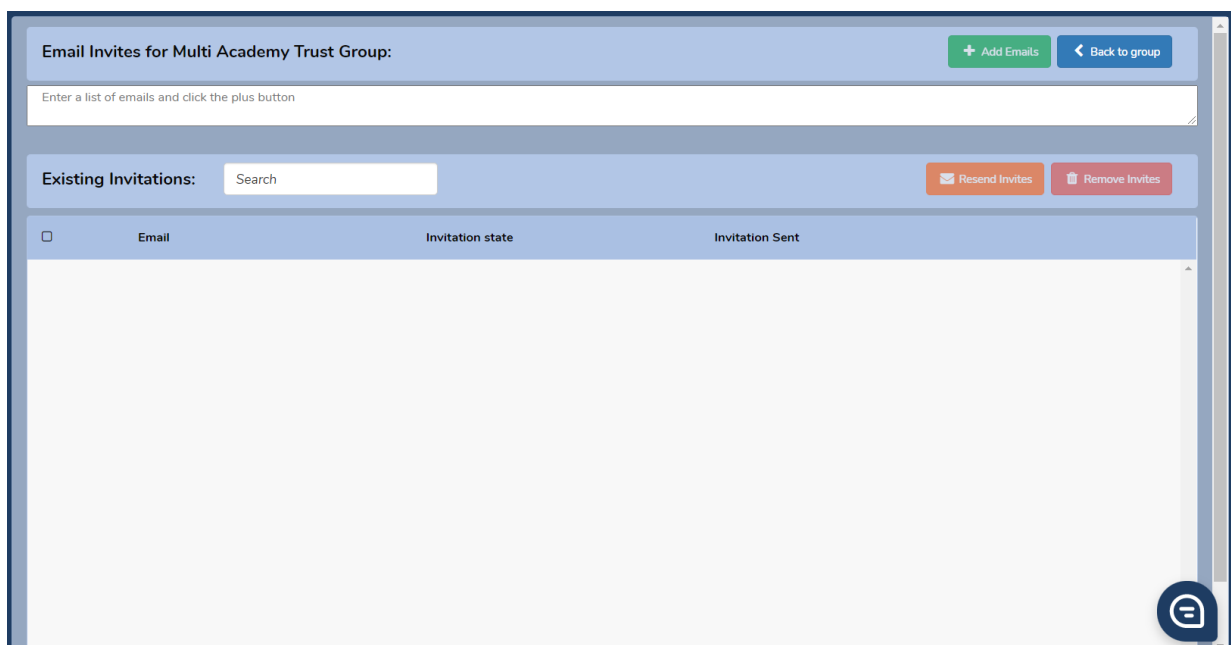 Email Invites for Multi Academy Trust Group:
Add Emails
Back to group
Enter a list of emails and click the plus button
Existing Invitations:
Search
Resend Invites
Remove Invites
Email Invitation state Invitation Sent